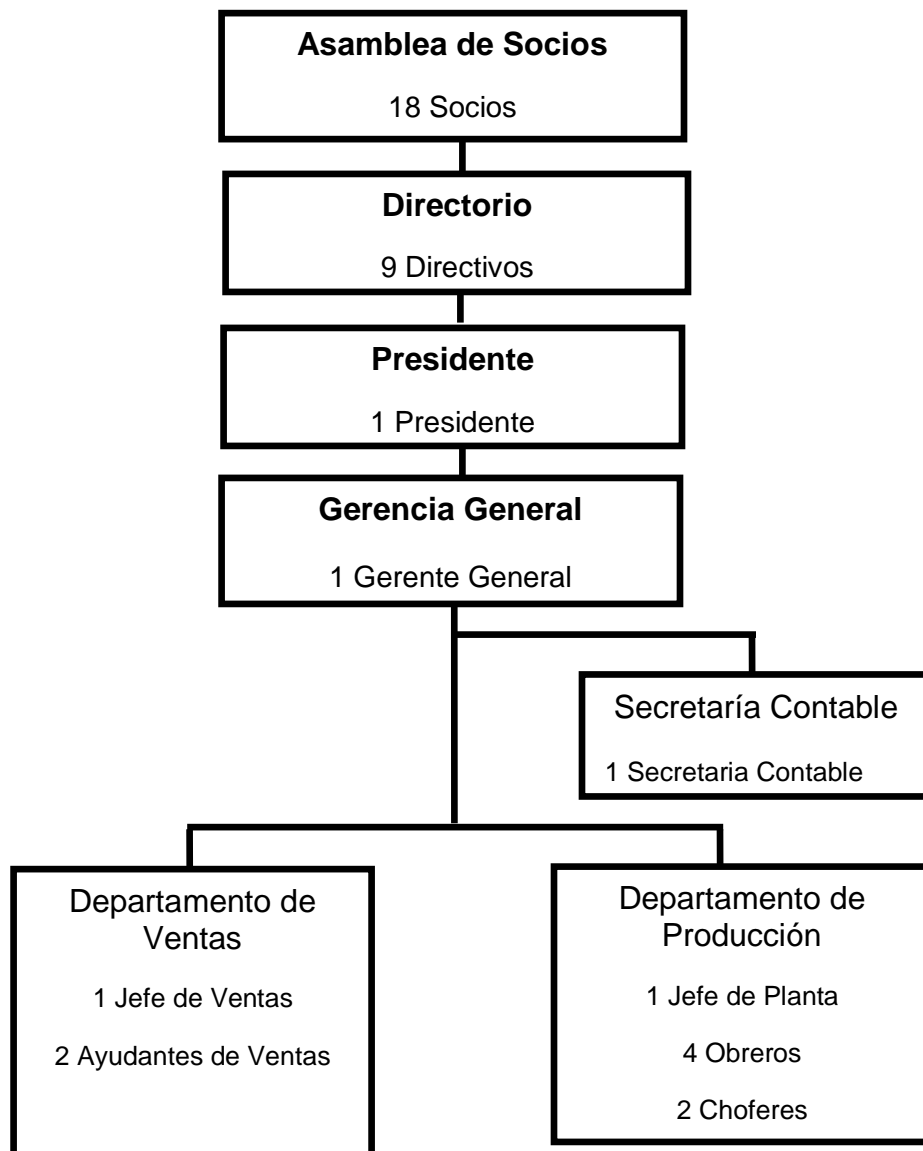 Asamblea de Socios
18 Socios
Directorio
9 Directivos
Presidente
1 Presidente
Gerencia General
1 Gerente General
Secretaría Contable
1 Secretaria Contable
Departamento de
Ventas
1 Jefe de Ventas
2 Ayudantes de Ventas
Departamento de
Producción
1 Jefe de Planta
4 Obreros
2 Choferes